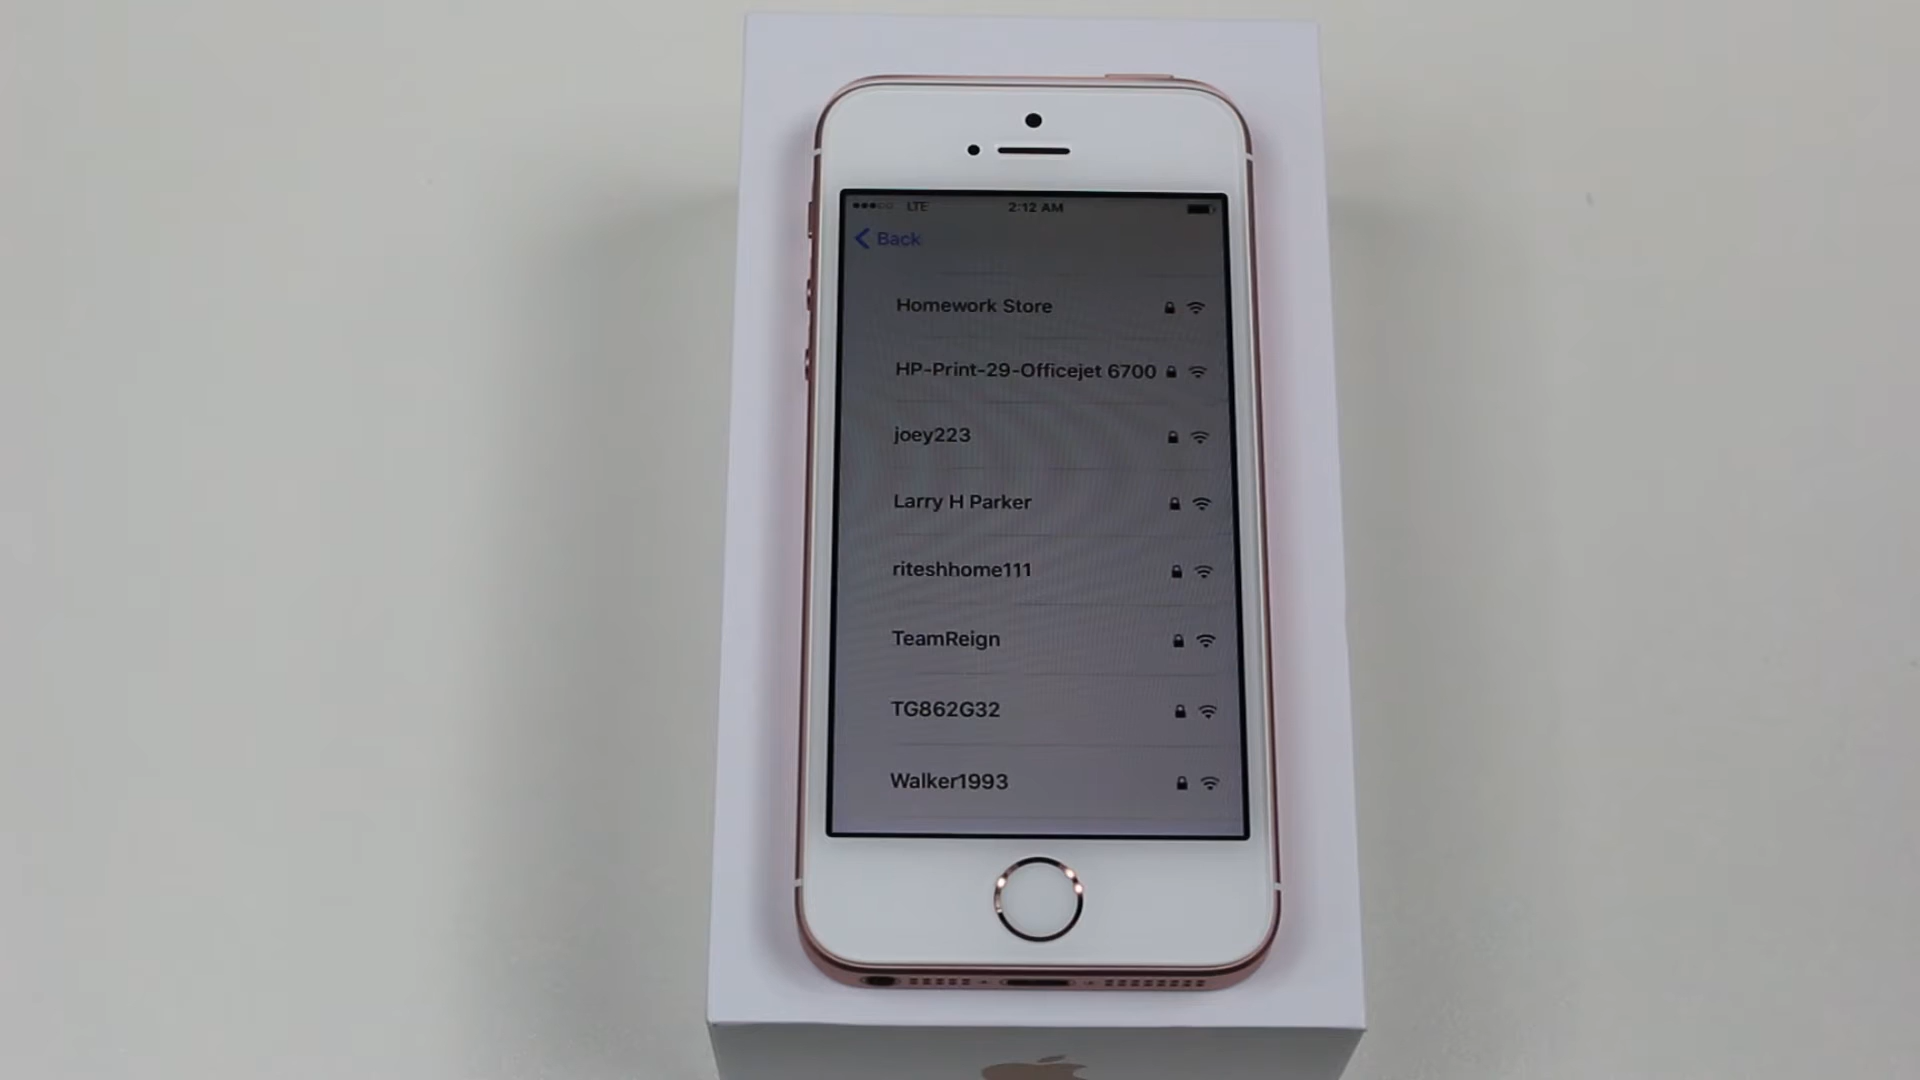 LTE 2:12 AM
Back
Homework Store
HP-Print-29-Officejet 6700
joey223
Larry H Parker
riteshhome111
TeamReign
TG862G32
Walker1993